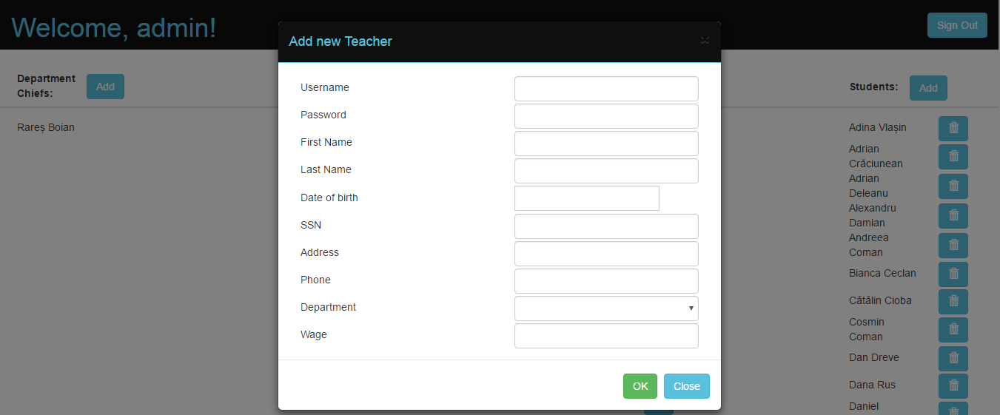 Welcome, admin!
Sign Out
Add new Teacher
Department
Chiefs:
Add
Students:
Add
Rareș Boian
Username
Password
First Name
Last Name
Date of birth
SSN
Address
Phone
Department
Wage
OK
Close
Adina Vlașin
Adrian
Crăciunean
Adrian
Deleanu
Alexandru
Damian
Andreea
Coman
Bianca Ceclan
Cătălin Cioba
Cosmin
Coman
Dan Dreve
Dana Rus
Daniel